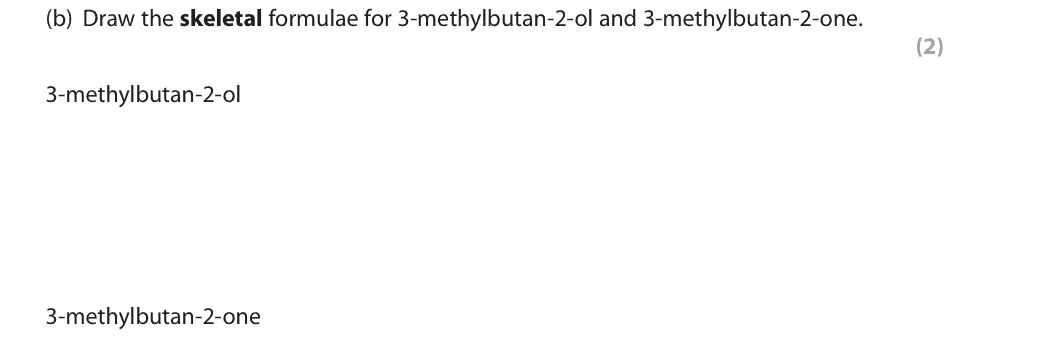 (b) Draw the skeletal formulae for 3-methylbutan-2-ol and 3-methylbutan-2-one.
(2)
3-methylbutan-2-ol
3-methylbutan-2-one